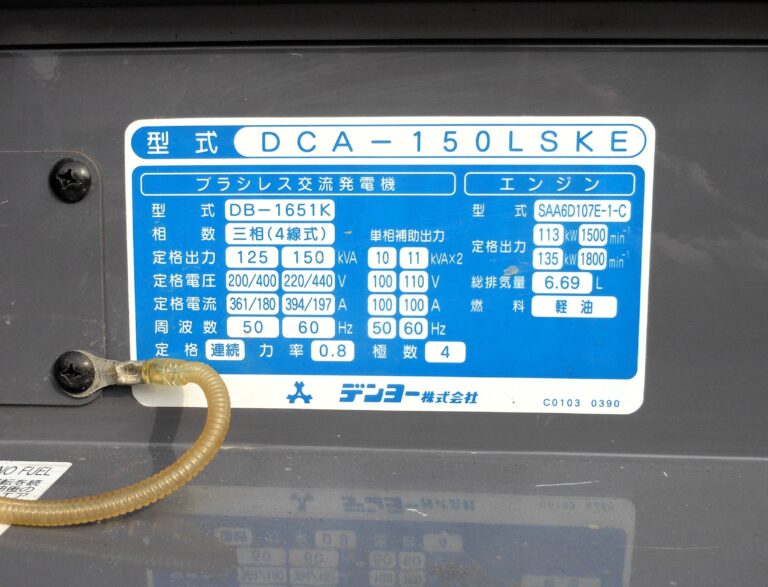 型式 DCA-150LSKE
ブラシレス交流発電機
型式 DB-1651K
相数 三相(4線式) 単相補助出力
定格出力 125 150 kVA 10 11 kVA×2
定格電圧 200/400 220/440 V 100 110 V
定格電流 361/180 394/197 A 100 100 A
周波数 50 60 Hz 50 60 Hz
定格 連続 力率 0.8 極数 4
エンジン
型式 SAA6D107E-1-C
定格出力 113 kW 1500 min⁻¹
135 kW 1800 min⁻¹
総排気量 6.69 L
燃料 軽油
デンヨー株式会社
C0103 0390
NO FUEL
エア